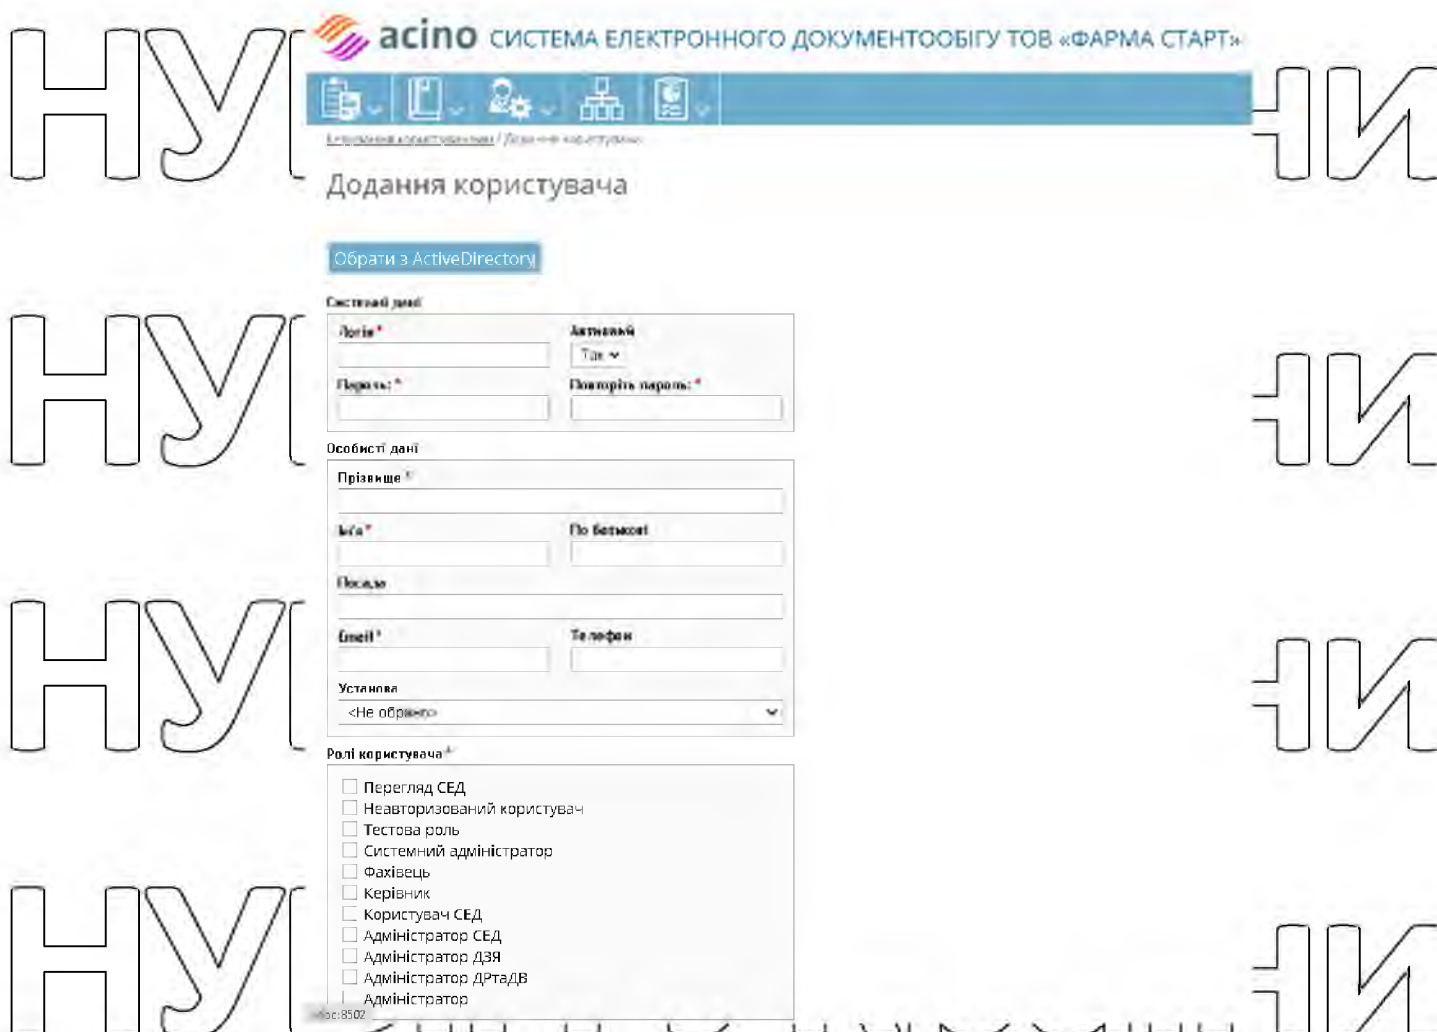 acino СИСТЕМА ЕЛЕКТРОННОГО ДОКУМЕНТООБІГУ ТОВ «ФАРМА СТАРТ»
Додання користувача
Обрати з ActiveDirectory
Системні дані
Логін* Активний
Так
Пароль: * Повторіть пароль: *
Особисті дані
Прізвище *
Ім'я* По батькові
Посада
Email* Телефон
Установа
<Не обрано>
Ролі користувача*
Перегляд СЕД
Неавторизований користувач
Тестова роль
Системний адміністратор
Фахівець
Керівник
Користувач СЕД
Адміністратор СЕД
Адміністратор ДЗЯ
Адміністратор ДРтаДВ
Адміністратор